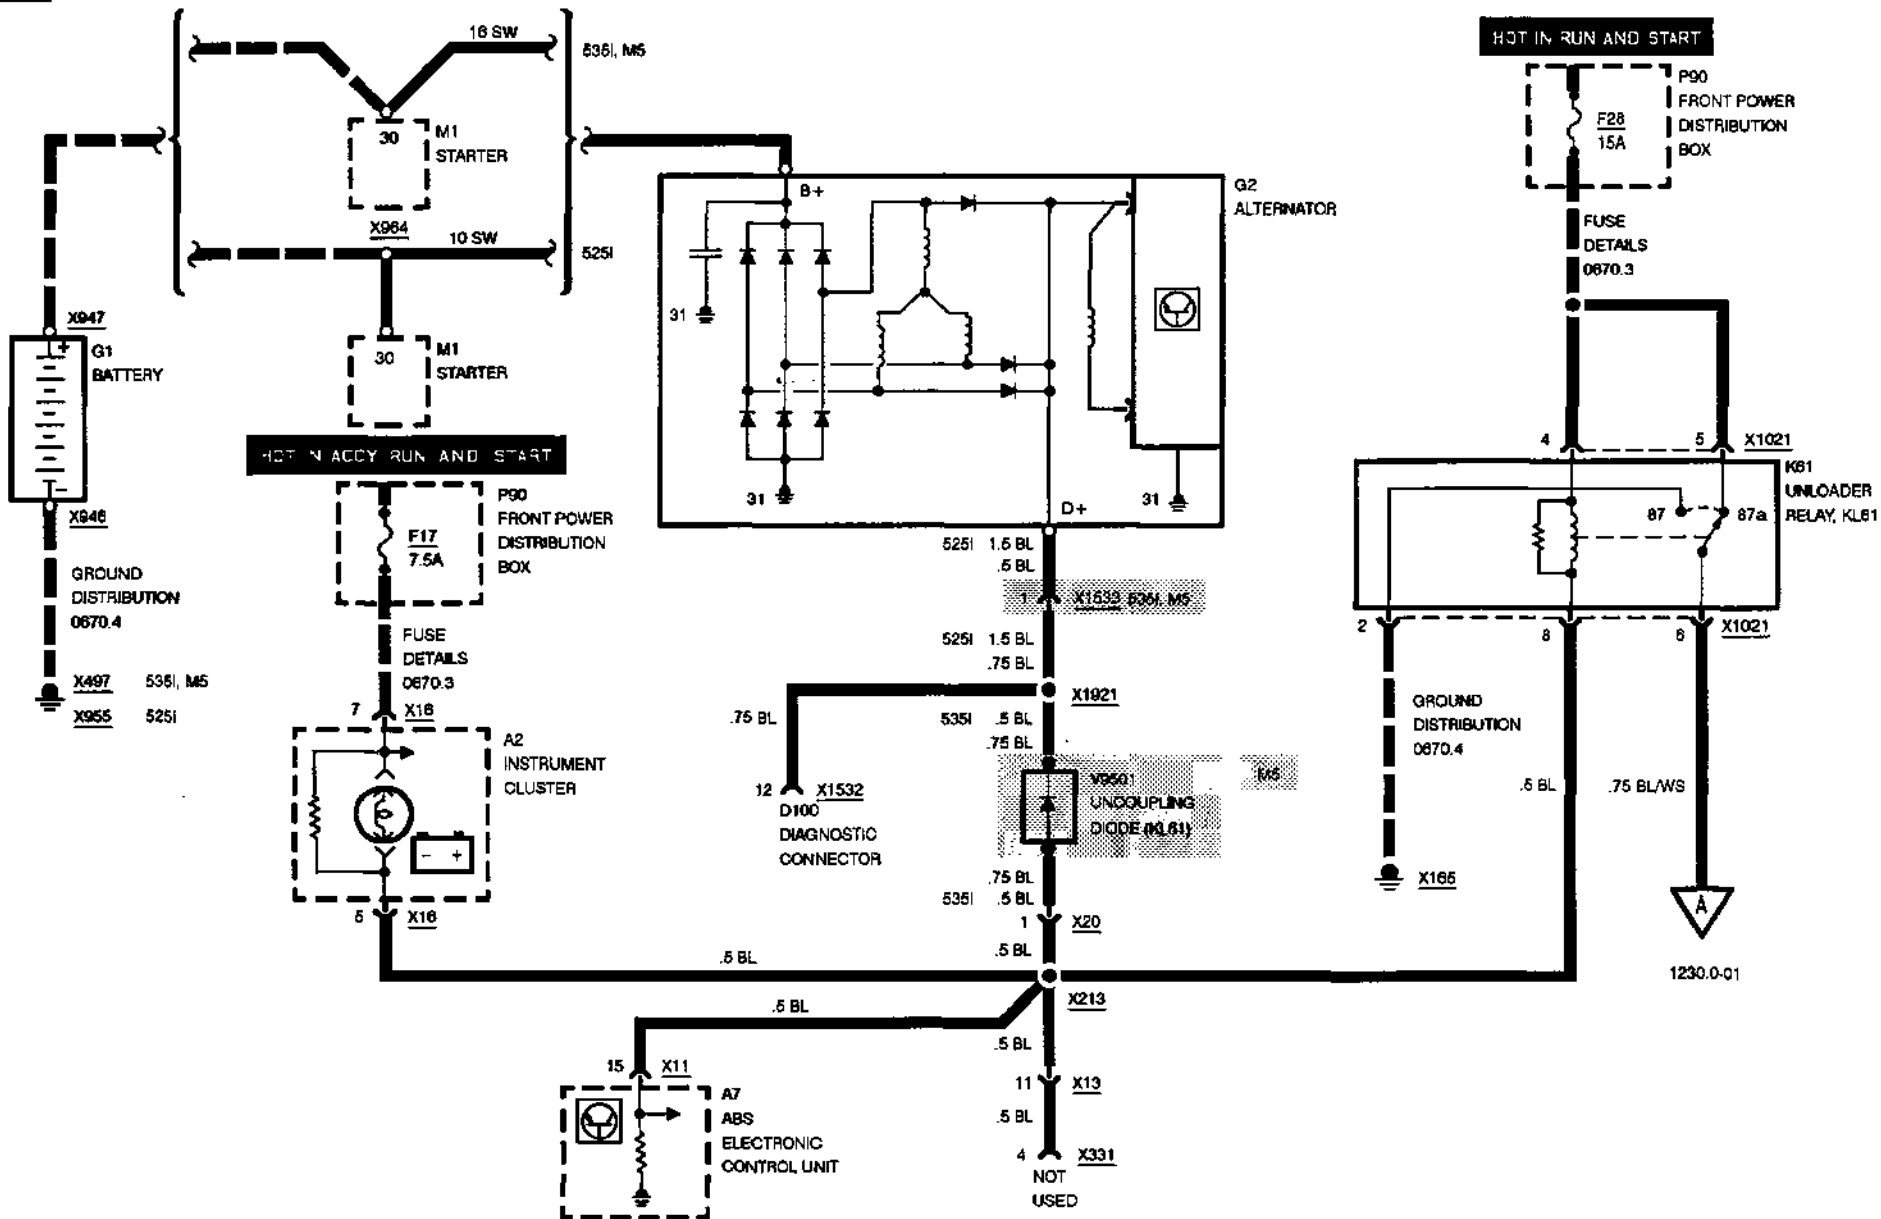 16 SW
535I, M5
30
M1
STARTER
X964
10 SW
525I
X947
G1
BATTERY
+
30
M1
STARTER
X946
GROUND
DISTRIBUTION
0670.4
X497 535I, M5
X955 525I
HOT IN ACCY RUN AND START
P90
FRONT POWER
DISTRIBUTION
BOX
F17
7.5A
FUSE
DETAILS
0670.3
7 X16
A2
INSTRUMENT
CLUSTER
- +
5 X16
B+
G2
ALTERNATOR
31
31
D+
31
525I 1.5 BL
.5 BL
1 X1533 535I, M5
525I 1.5 BL
.75 BL
X1921
.75 BL
535I .5 BL
.75 BL
12 X1532
D100
DIAGNOSTIC
CONNECTOR
V9501 M5
UNCOUPLING
DIODE (KL61)
.75 BL
535I .5 BL
1 X20
.5 BL
.5 BL
X213
.5 BL
.5 BL
15 X11
A7
ABS
ELECTRONIC
CONTROL UNIT
11 X13
.5 BL
4 X331
NOT
USED
HOT IN RUN AND START
P90
FRONT POWER
DISTRIBUTION
BOX
F28
15A
FUSE
DETAILS
0670.3
4 5 X1021
K61
UNLOADER
RELAY, KL61
87 87a
2 8 6 X1021
GROUND
DISTRIBUTION
0670.4
.5 BL
.75 BL/WS
X165
A
1230.0-01